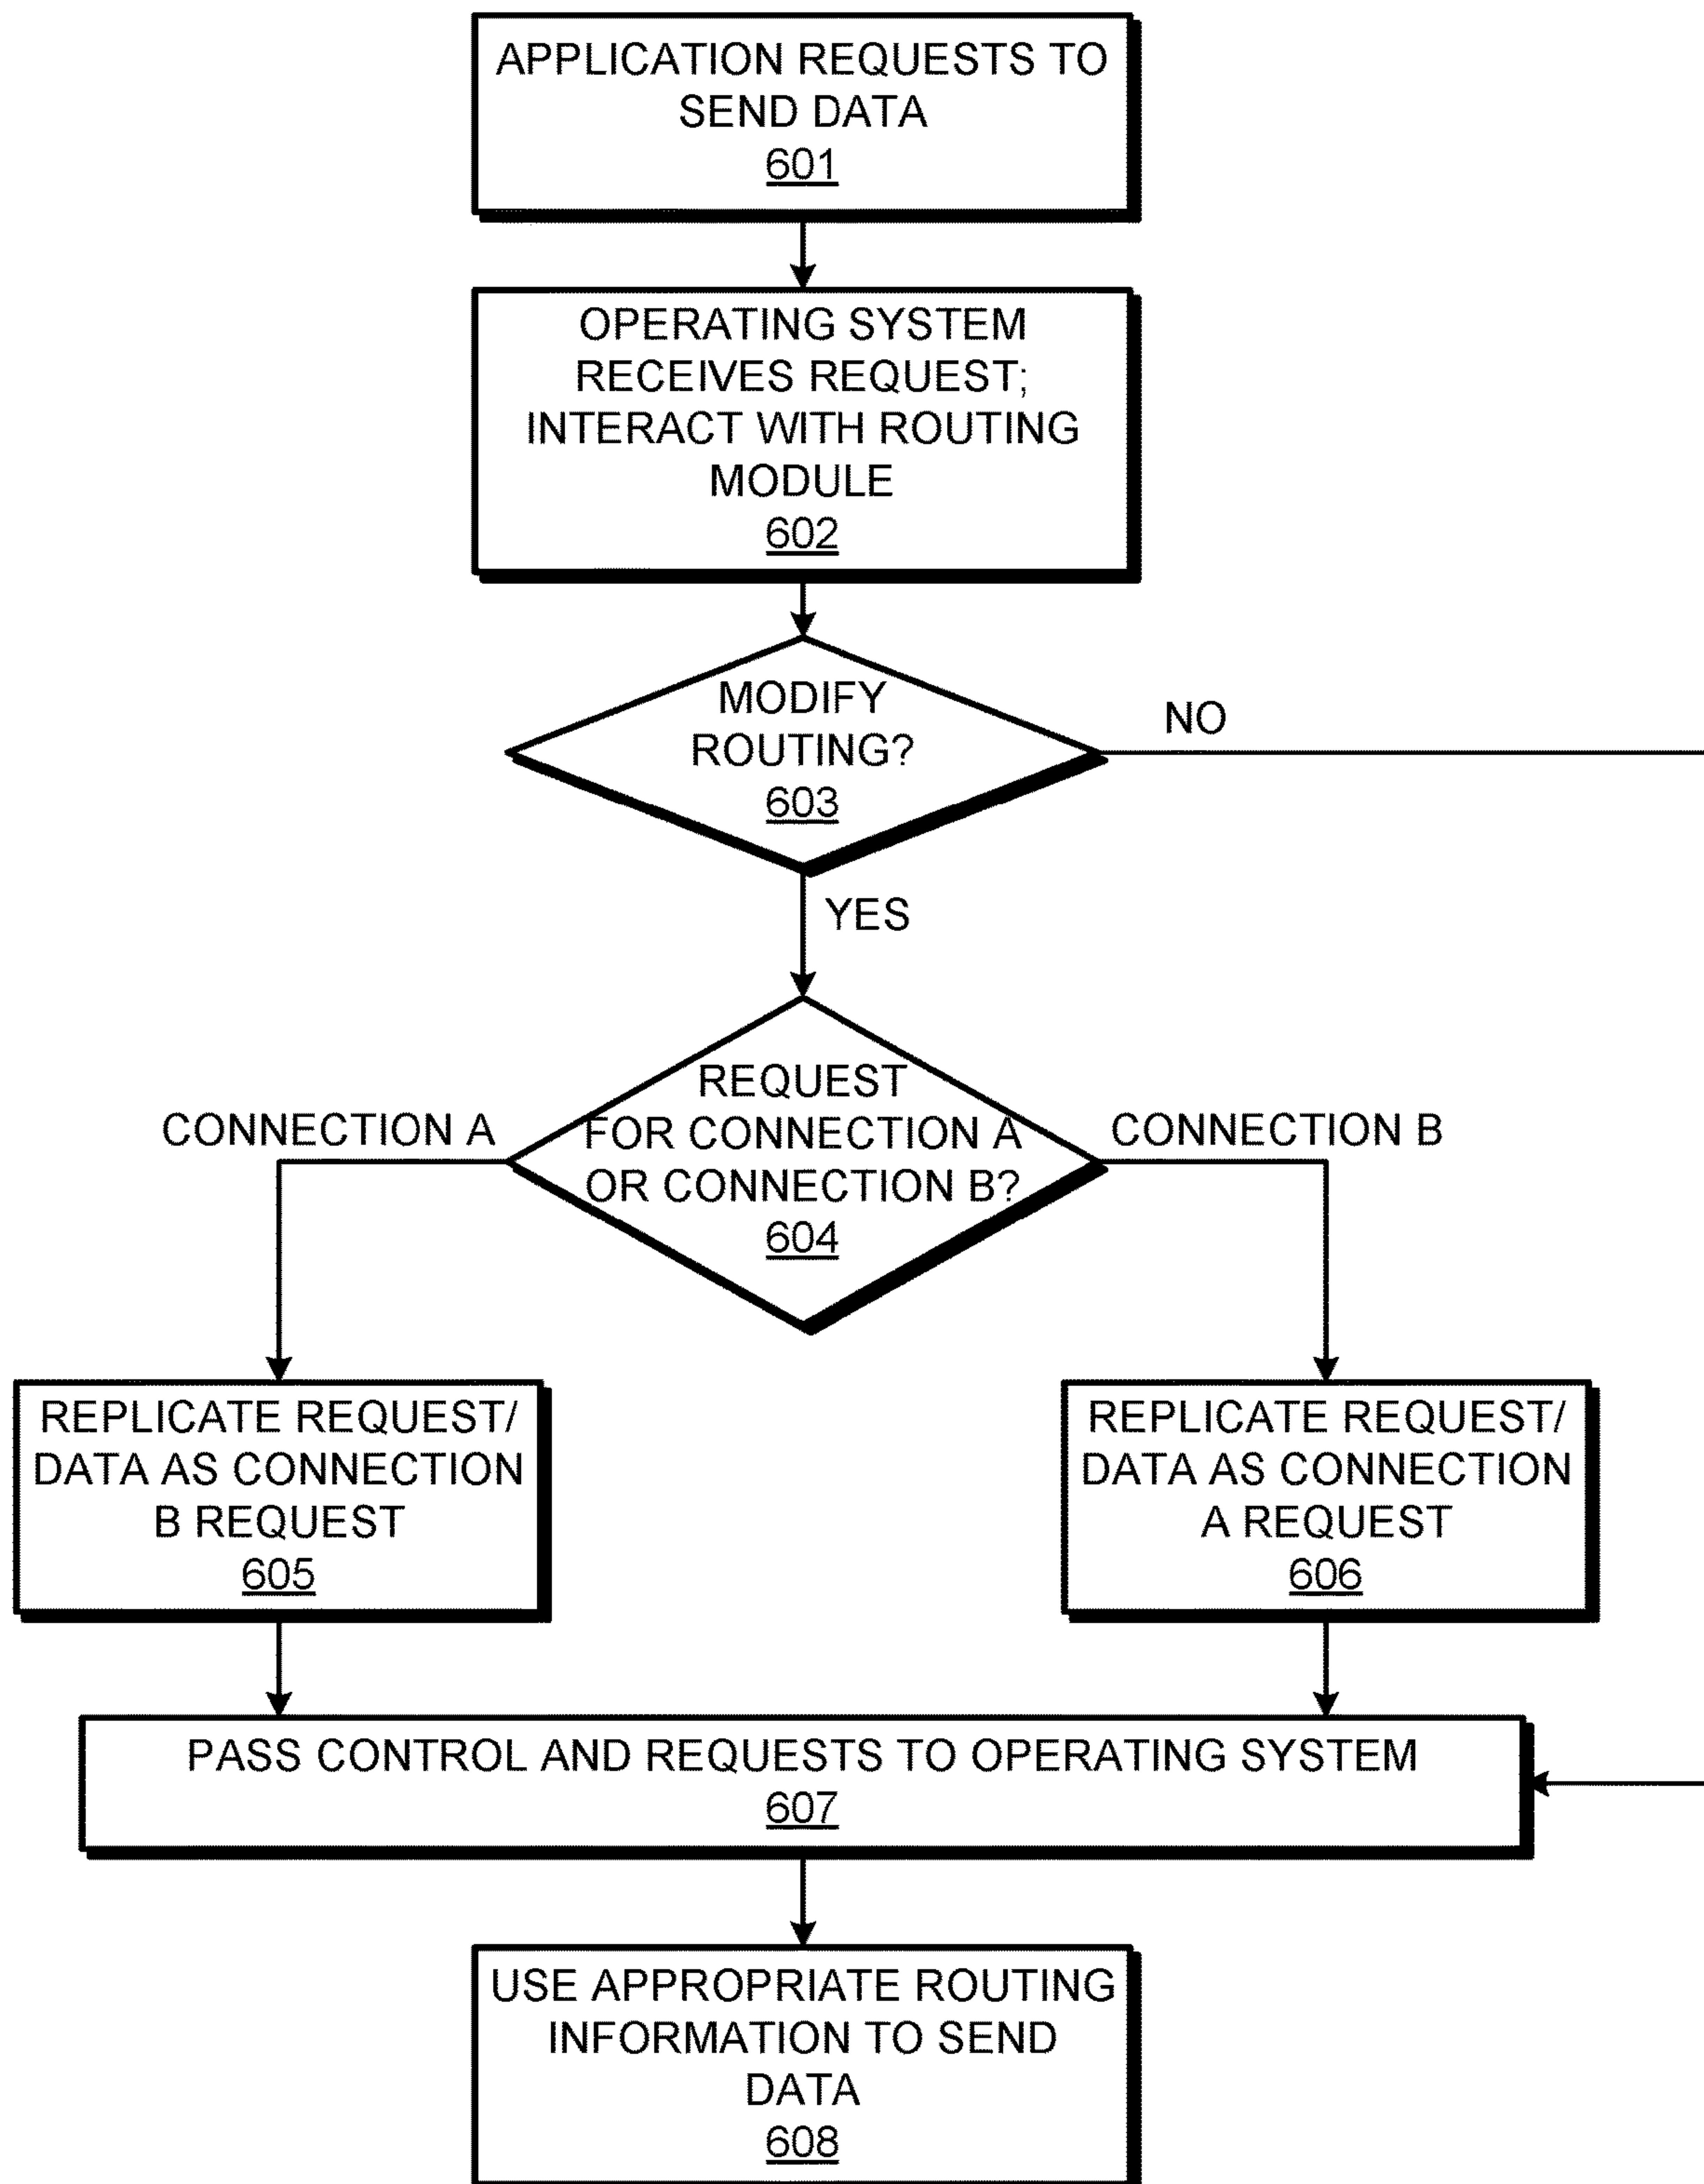 APPLICATION REQUESTS TO
SEND DATA
601
OPERATING SYSTEM
RECEIVES REQUEST;
INTERACT WITH ROUTING
MODULE
602
MODIFY
ROUTING?
603
NO
YES
REQUEST
FOR CONNECTION A
OR CONNECTION B?
604
CONNECTION A
CONNECTION B
REPLICATE REQUEST/
DATA AS CONNECTION
B REQUEST
605
REPLICATE REQUEST/
DATA AS CONNECTION
A REQUEST
606
PASS CONTROL AND REQUESTS TO OPERATING SYSTEM
607
USE APPROPRIATE ROUTING
INFORMATION TO SEND
DATA
608